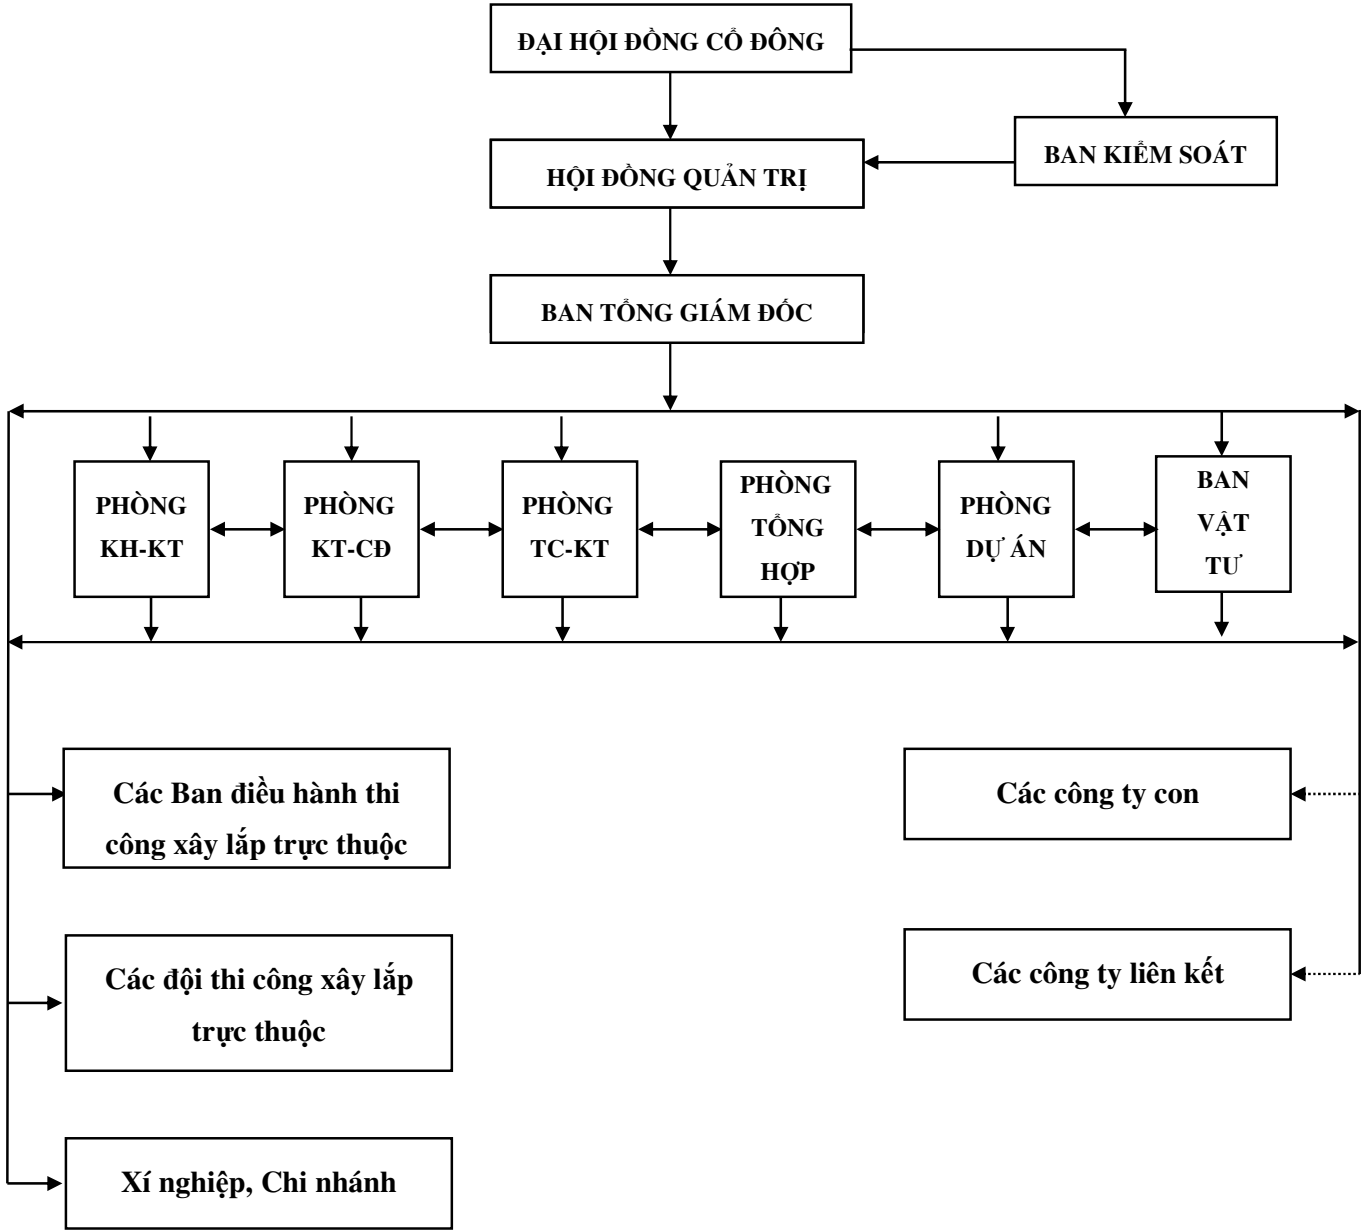 ĐẠI HỘI ĐỒNG CỔ ĐÔNG
BAN KIỂM SOÁT
HỘI ĐỒNG QUẢN TRỊ
BAN TỔNG GIÁM ĐỐC
PHÒNG
KH-KT
PHÒNG
KT-CĐ
PHÒNG
TC-KT
PHÒNG
TỔNG
HỢP
PHÒNG
DỰ ÁN
BAN
VẬT
TƯ
Các Ban điều hành thi
công xây lắp trực thuộc
Các công ty con
Các đội thi công xây lắp
trực thuộc
Các công ty liên kết
Xí nghiệp, Chi nhánh